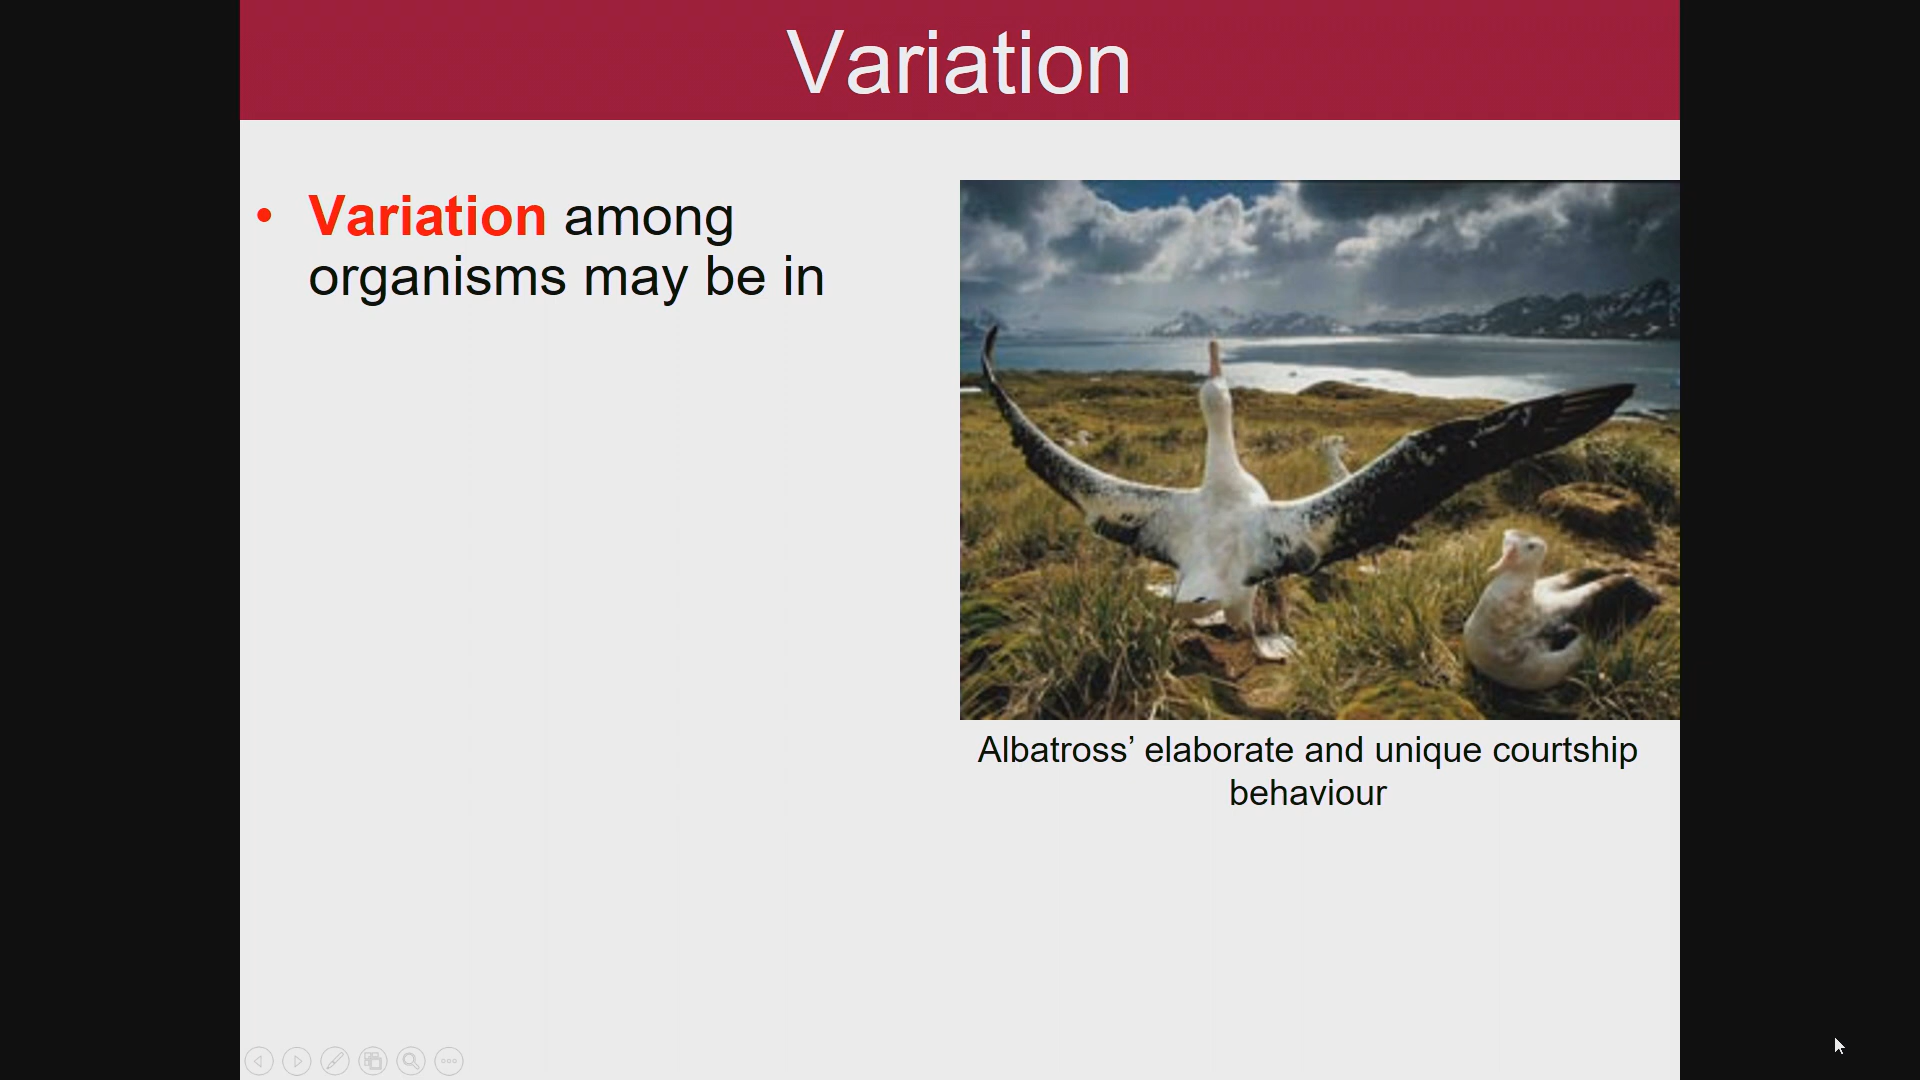 Variation
• Variation among
organisms may be in
Albatross’ elaborate and unique courtship
behaviour